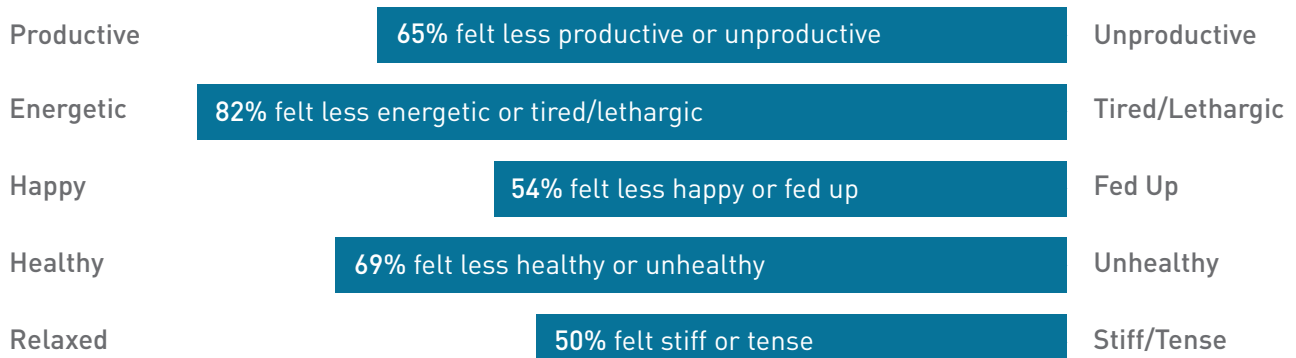 Productive 65% felt less productive or unproductive Unproductive
Energetic 82% felt less energetic or tired/lethargic Tired/Lethargic
Happy 54% felt less happy or fed up Fed Up
Healthy 69% felt less healthy or unhealthy Unhealthy
Relaxed 50% felt stiff or tense Stiff/Tense